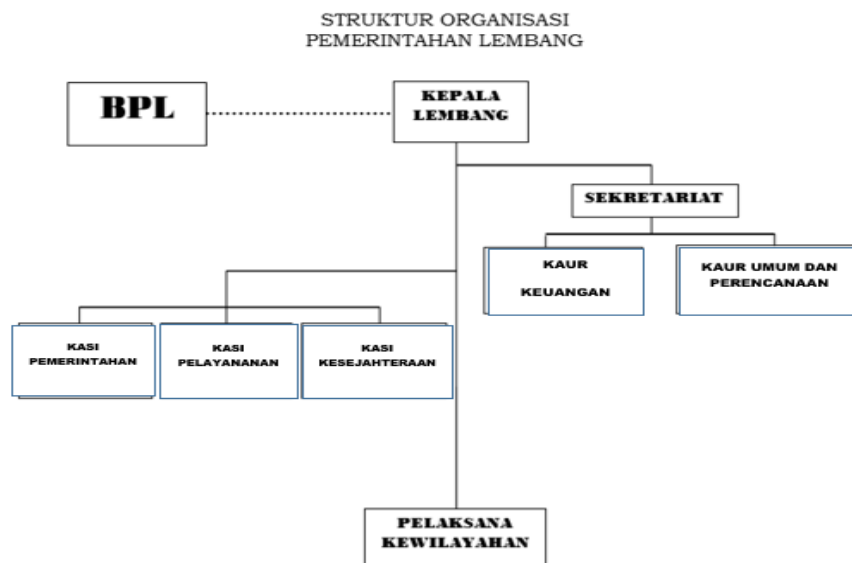 STRUKTUR ORGANISASI
PEMERINTAHAN LEMBANG
BPL
KEPALA
LEMBANG
SEKRETARIAT
KAUR
KEUANGAN
KAUR UMUM DAN
PERENCANAAN
KASI
PEMERINTAHAN
KASI
PELAYANANAN
KASI
KESEJAHTERAAN
PELAKSANA
KEWILAYAHAN